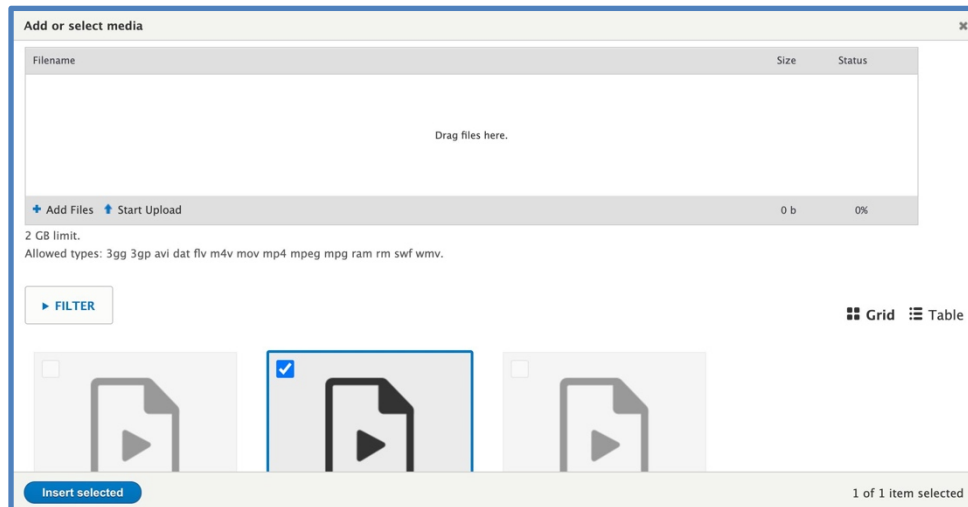 Add or select media
Filename Size Status
Drag files here.
Add Files Start Upload 0 b 0%
2 GB limit.
Allowed types: 3gg 3gp avi dat flv m4v mov mp4 mpeg mpg ram rm swf wmv.
FILTER
Grid Table
Insert selected 1 of 1 item selected